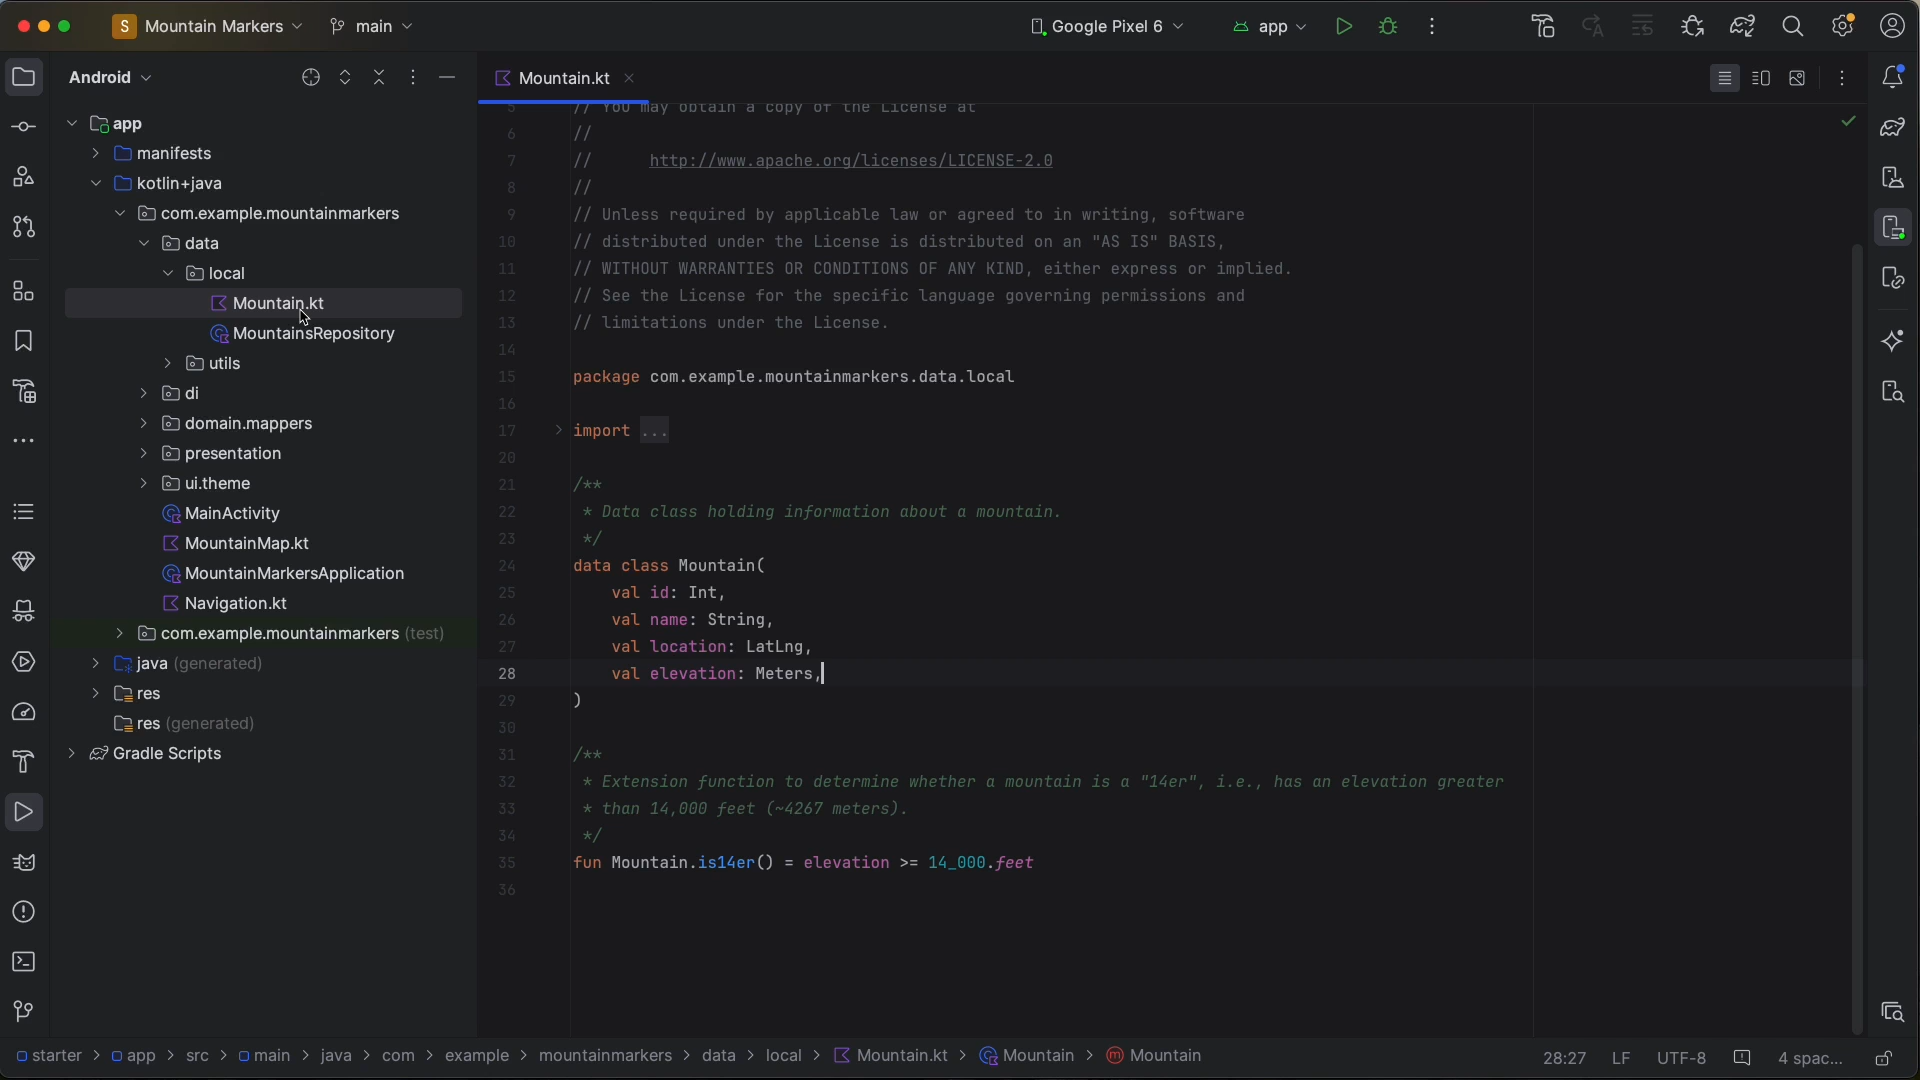 S Mountain Markers main Google Pixel 6 app
Android
Mountain.kt
app
manifests
kotlin+java
com.example.mountainmarkers
data
local
Mountain.kt
MountainsRepository
utils
di
domain.mappers
presentation
ui.theme
MainActivity
MountainMap.kt
MountainMarkersApplication
Navigation.kt
com.example.mountainmarkers (test)
java (generated)
res
res (generated)
Gradle Scripts
5 // You may obtain a copy of the License at
6 //
7 // http://www.apache.org/licenses/LICENSE-2.0
8 //
9 // Unless required by applicable law or agreed to in writing, software
10 // distributed under the License is distributed on an "AS IS" BASIS,
11 // WITHOUT WARRANTIES OR CONDITIONS OF ANY KIND, either express or implied.
12 // See the License for the specific language governing permissions and
13 // limitations under the License.
14
15 package com.example.mountainmarkers.data.local
16
17 import ...
20
21 /**
22 * Data class holding information about a mountain.
23 */
24 data class Mountain(
25 val id: Int,
26 val name: String,
27 val location: LatLng,
28 val elevation: Meters,
29 )
30
31 /**
32 * Extension function to determine whether a mountain is a "14er", i.e., has an elevation greater
33 * than 14,000 feet (~4267 meters).
34 */
35 fun Mountain.is14er() = elevation >= 14_000.feet
36
starter > app > src > main > java > com > example > mountainmarkers > data > local > Mountain.kt > Mountain > m Mountain
28:27 LF UTF-8 4 spac...